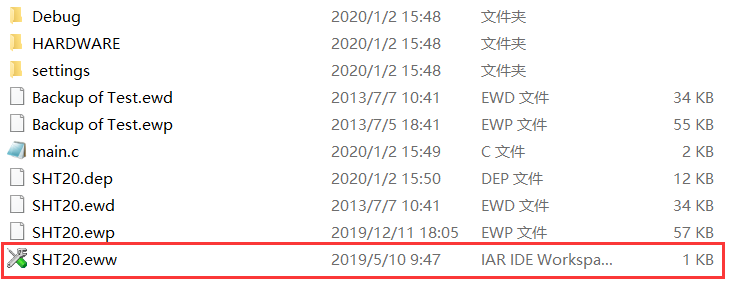 Debug 2020/1/2 15:48 文件夹
HARDWARE 2020/1/2 15:48 文件夹
settings 2020/1/2 15:48 文件夹
Backup of Test.ewd 2013/7/7 10:41 EWD 文件 34 KB
Backup of Test.ewp 2013/7/5 18:41 EWP 文件 55 KB
main.c 2020/1/2 15:49 C 文件 2 KB
SHT20.dep 2020/1/2 15:50 DEP 文件 12 KB
SHT20.ewd 2013/7/7 10:41 EWD 文件 34 KB
SHT20.ewp 2019/12/11 18:05 EWP 文件 57 KB
SHT20.eww 2019/5/10 9:47 IAR IDE Workspa... 1 KB